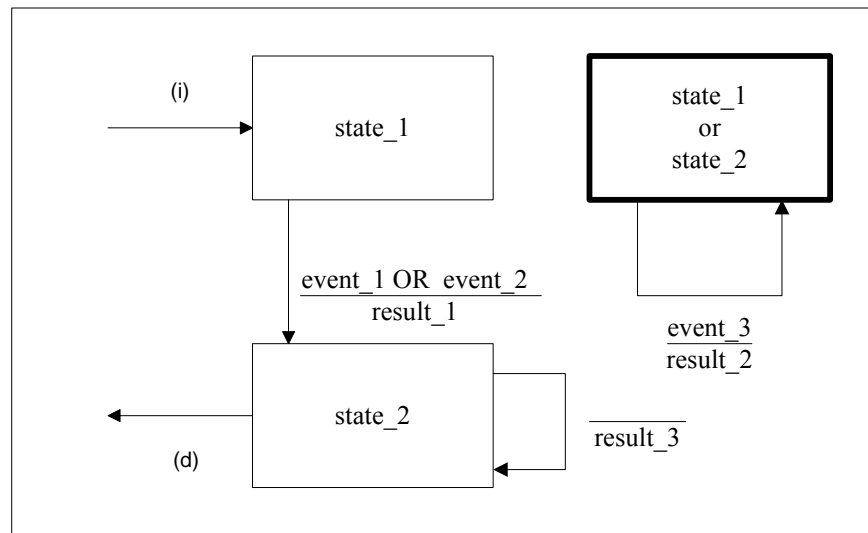 (i)
state_1
state_1
or
state_2
event_1 OR event_2
result_1
event_3
result_2
state_2
result_3
(d)